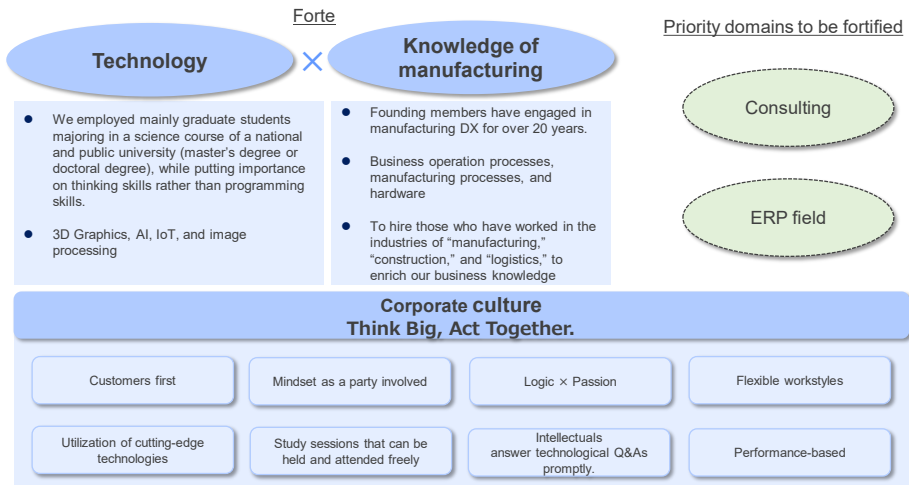 Forte
Technology
×
Knowledge of
manufacturing
● We employed mainly graduate students
majoring in a science course of a national
and public university (master's degree or
doctoral degree), while putting importance
on thinking skills rather than programming
skills.
● 3D Graphics, AI, IoT, and image
processing
● Founding members have engaged in
manufacturing DX for over 20 years.
● Business operation processes,
manufacturing processes, and
hardware
● To hire those who have worked in the
industries of “manufacturing,”
“construction,” and “logistics,” to
enrich our business knowledge
Priority domains to be fortified
Consulting
ERP field
Corporate culture
Think Big, Act Together.
Customers first
Mindset as a party involved
Logic × Passion
Flexible workstyles
Utilization of cutting-edge
technologies
Study sessions that can be
held and attended freely
Intellectuals
answer technological Q&As
promptly.
Performance-based